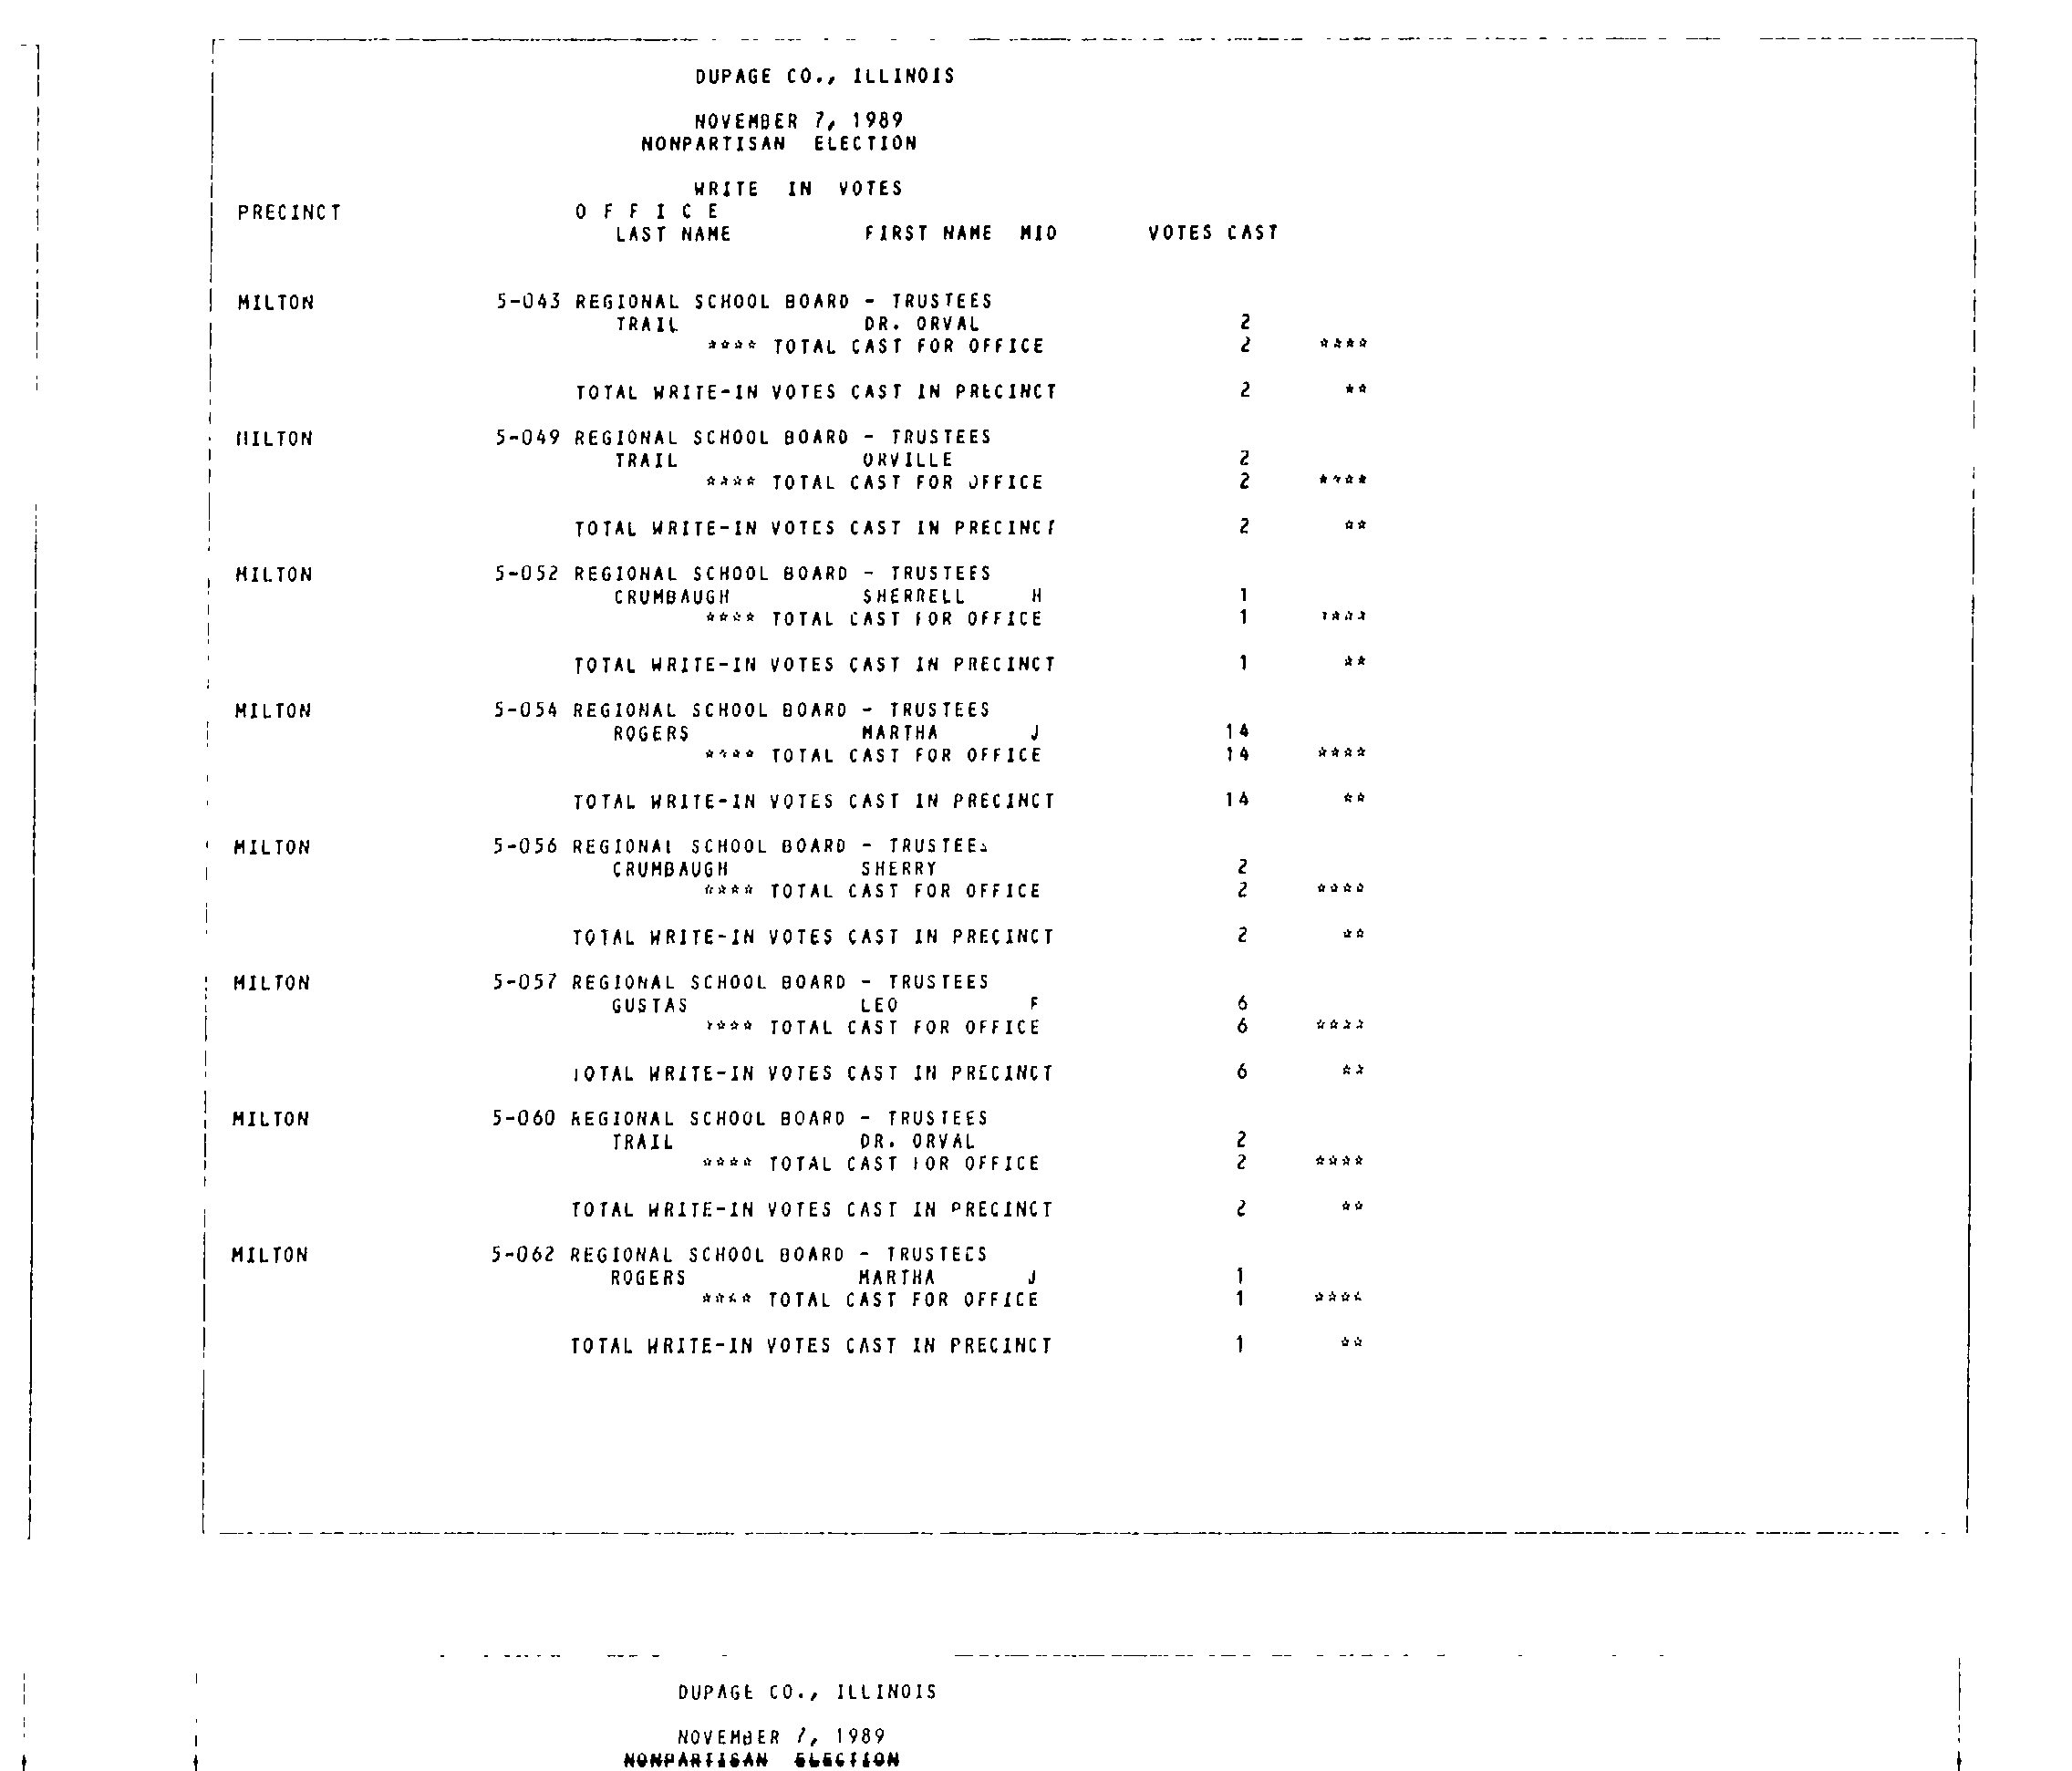 DUPAGE CO., ILLINOIS
NOVEMBER 7, 1989
NONPARTISAN ELECTION
WRITE IN VOTES
PRECINCT O F F I C E
LAST NAME FIRST NAME MID VOTES CAST
MILTON 5-043 REGIONAL SCHOOL BOARD - TRUSTEES
TRAIL DR. ORVAL 2
**** TOTAL CAST FOR OFFICE 2 ****
TOTAL WRITE-IN VOTES CAST IN PRECINCT 2 **
MILTON 5-049 REGIONAL SCHOOL BOARD - TRUSTEES
TRAIL ORVILLE 2
**** TOTAL CAST FOR OFFICE 2 ****
TOTAL WRITE-IN VOTES CAST IN PRECINCT 2 **
MILTON 5-052 REGIONAL SCHOOL BOARD - TRUSTEES
CRUMBAUGH SHERRELL H 1
**** TOTAL CAST FOR OFFICE 1 ****
TOTAL WRITE-IN VOTES CAST IN PRECINCT 1 **
MILTON 5-054 REGIONAL SCHOOL BOARD - TRUSTEES
ROGERS MARTHA J 14
**** TOTAL CAST FOR OFFICE 14 ****
TOTAL WRITE-IN VOTES CAST IN PRECINCT 14 **
MILTON 5-056 REGIONAL SCHOOL BOARD - TRUSTEES
CRUMBAUGH SHERRY 2
**** TOTAL CAST FOR OFFICE 2 ****
TOTAL WRITE-IN VOTES CAST IN PRECINCT 2 **
MILTON 5-057 REGIONAL SCHOOL BOARD - TRUSTEES
GUSTAS LEO F 6
**** TOTAL CAST FOR OFFICE 6 ****
TOTAL WRITE-IN VOTES CAST IN PRECINCT 6 **
MILTON 5-060 REGIONAL SCHOOL BOARD - TRUSTEES
TRAIL DR. ORVAL 2
**** TOTAL CAST FOR OFFICE 2 ****
TOTAL WRITE-IN VOTES CAST IN PRECINCT 2 **
MILTON 5-062 REGIONAL SCHOOL BOARD - TRUSTEES
ROGERS MARTHA J 1
**** TOTAL CAST FOR OFFICE 1 ****
TOTAL WRITE-IN VOTES CAST IN PRECINCT 1 **
DUPAGE CO., ILLINOIS
NOVEMBER 7, 1989
NONPARTISAN ELECTION